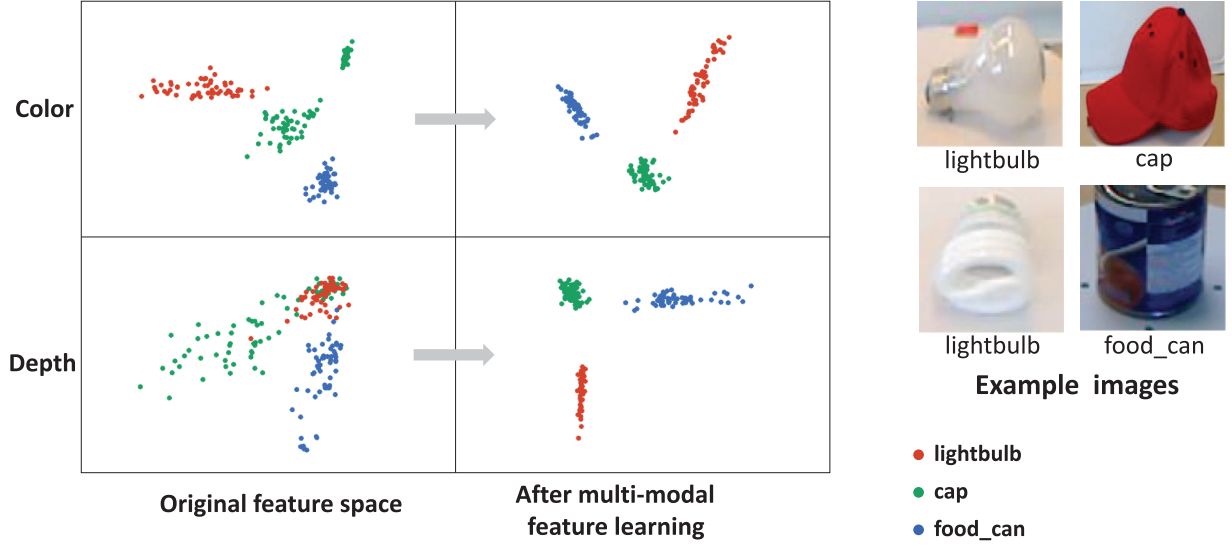 Color
Depth
Original feature space
After multi-modal
feature learning
lightbulb
cap
lightbulb
food_can
Example images
lightbulb
cap
food_can